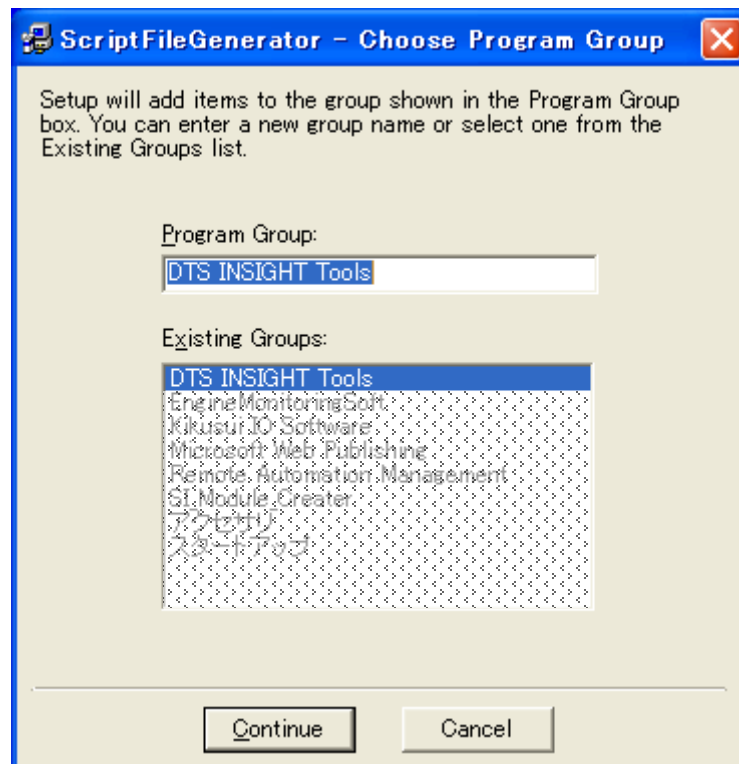 ScriptFileGenerator - Choose Program Group
Setup will add items to the group shown in the Program Group
box. You can enter a new group name or select one from the
Existing Groups list.
Program Group:
DTS INSIGHT Tools
Existing Groups:
DTS INSIGHT Tools
EngineMonitoringSoft
Kikusui IO Software
Microsoft Web Publishing
Remote Automation Management
SI Module Creater
アクセサリ
スタートアップ
Continue
Cancel